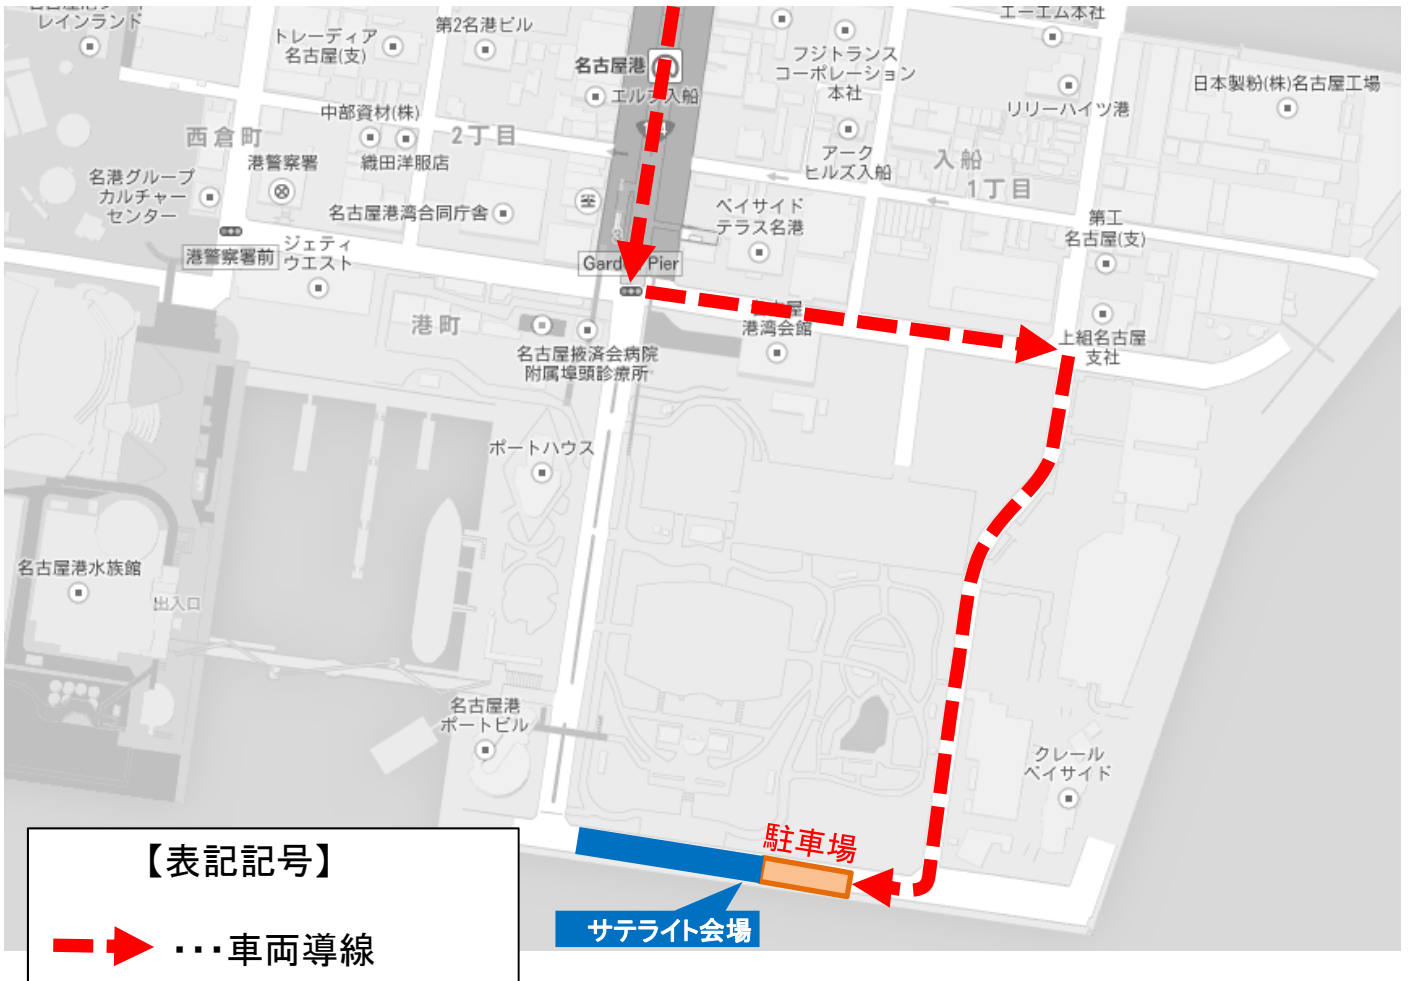 レインランド
トレーディア
名古屋(支)
第2名港ビル
名古屋港
エルブ入船
フジトランス
コーポレーション
本社
エーエム本社
リリーハイツ港
日本製粉(株)名古屋工場
中部資材(株)
西倉町
2丁目
港警察署
織田洋服店
アーク
ヒルズ入船
入船
1丁目
名港グループ
カルチャー
センター
名古屋港湾合同庁舎
ベイサイド
テラス名港
第工
名古屋(支)
港警察署前
ジェティ
ウエスト
Garden Pier
港町
名古屋
港湾会館
上組名古屋
支社
名古屋掖済会病院
附属埠頭診療所
ポートハウス
名古屋港水族館
出入口
名古屋港
ポートビル
クレール
ベイサイド
駐車場
サテライト会場
【表記記号】
・・・車両導線